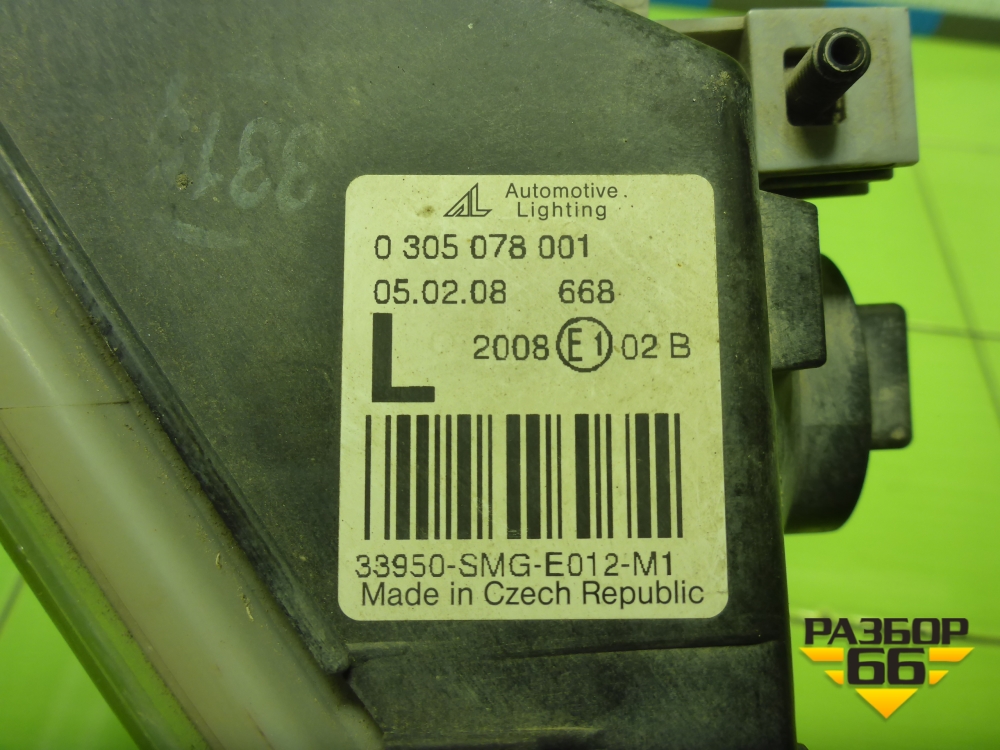 Automotive
Lighting
0 305 078 001
05.02.08 668
L
2008 E1 02 B
33950-SMG-E012-M1
Made in Czech Republic
РАЗБОР
66